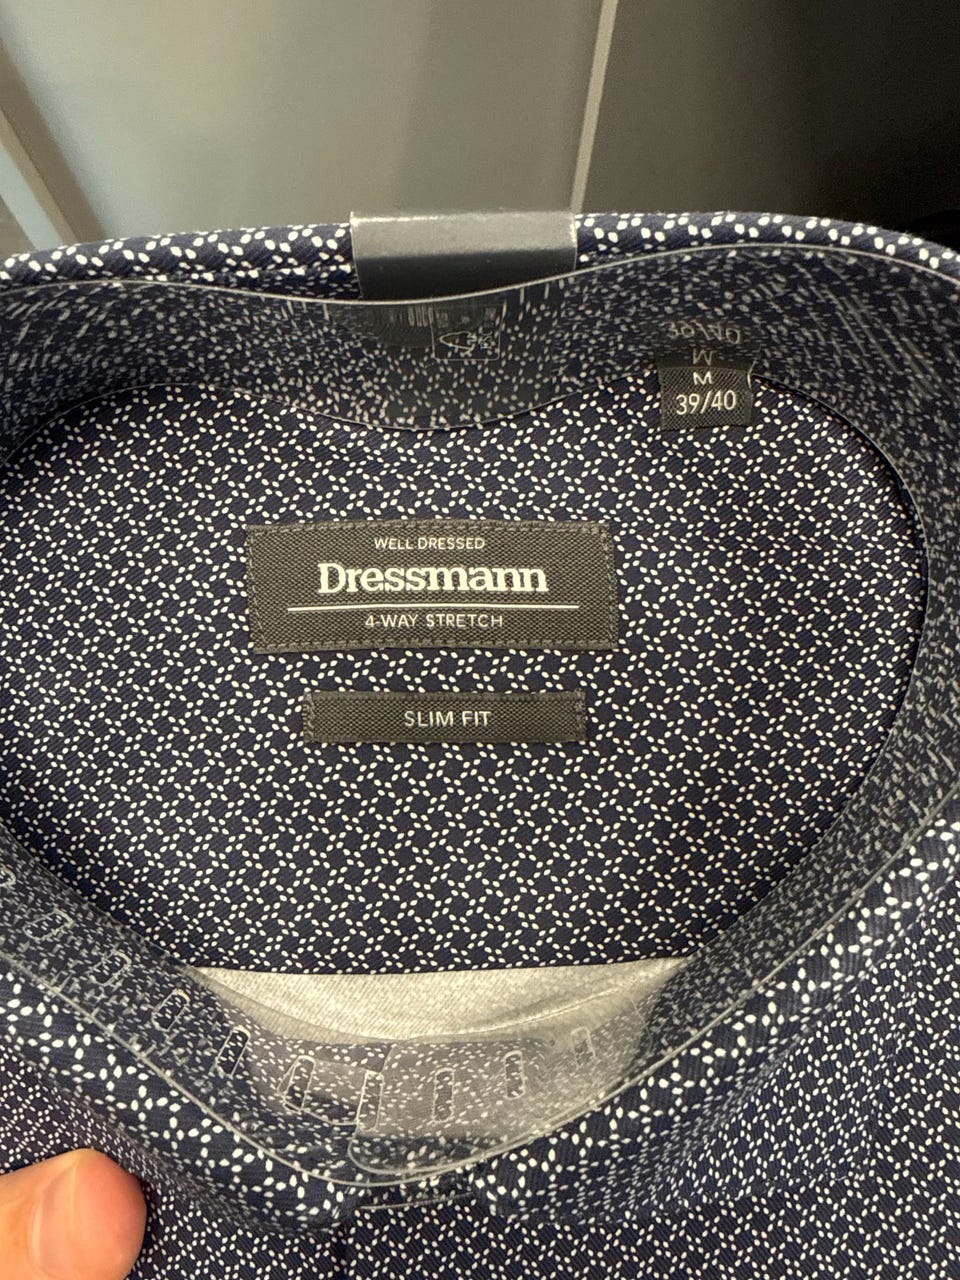 M
39/40
WELL DRESSED
Dressmann
4-WAY STRETCH
SLIM FIT